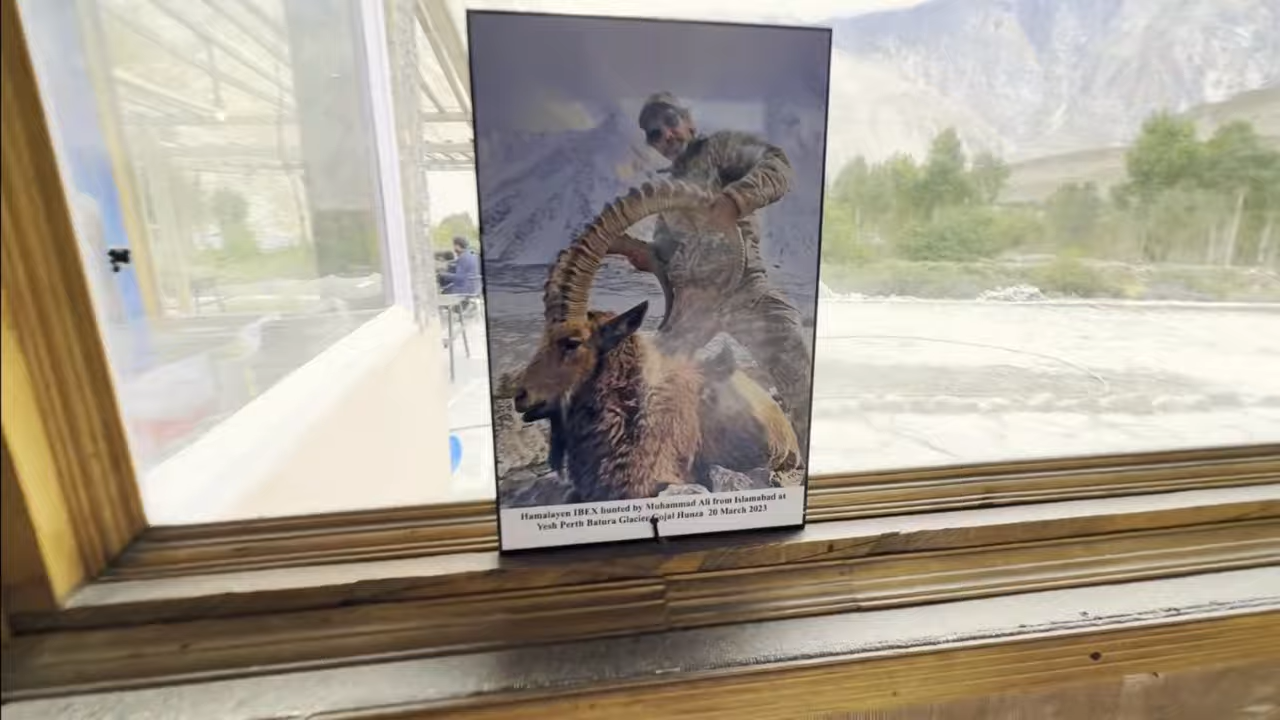 Hamalayen IBEX hunted by Muhammad Ali from Islamabad at
Yesh Perth Batura Glacier Gojal Hunza 20 March 2023